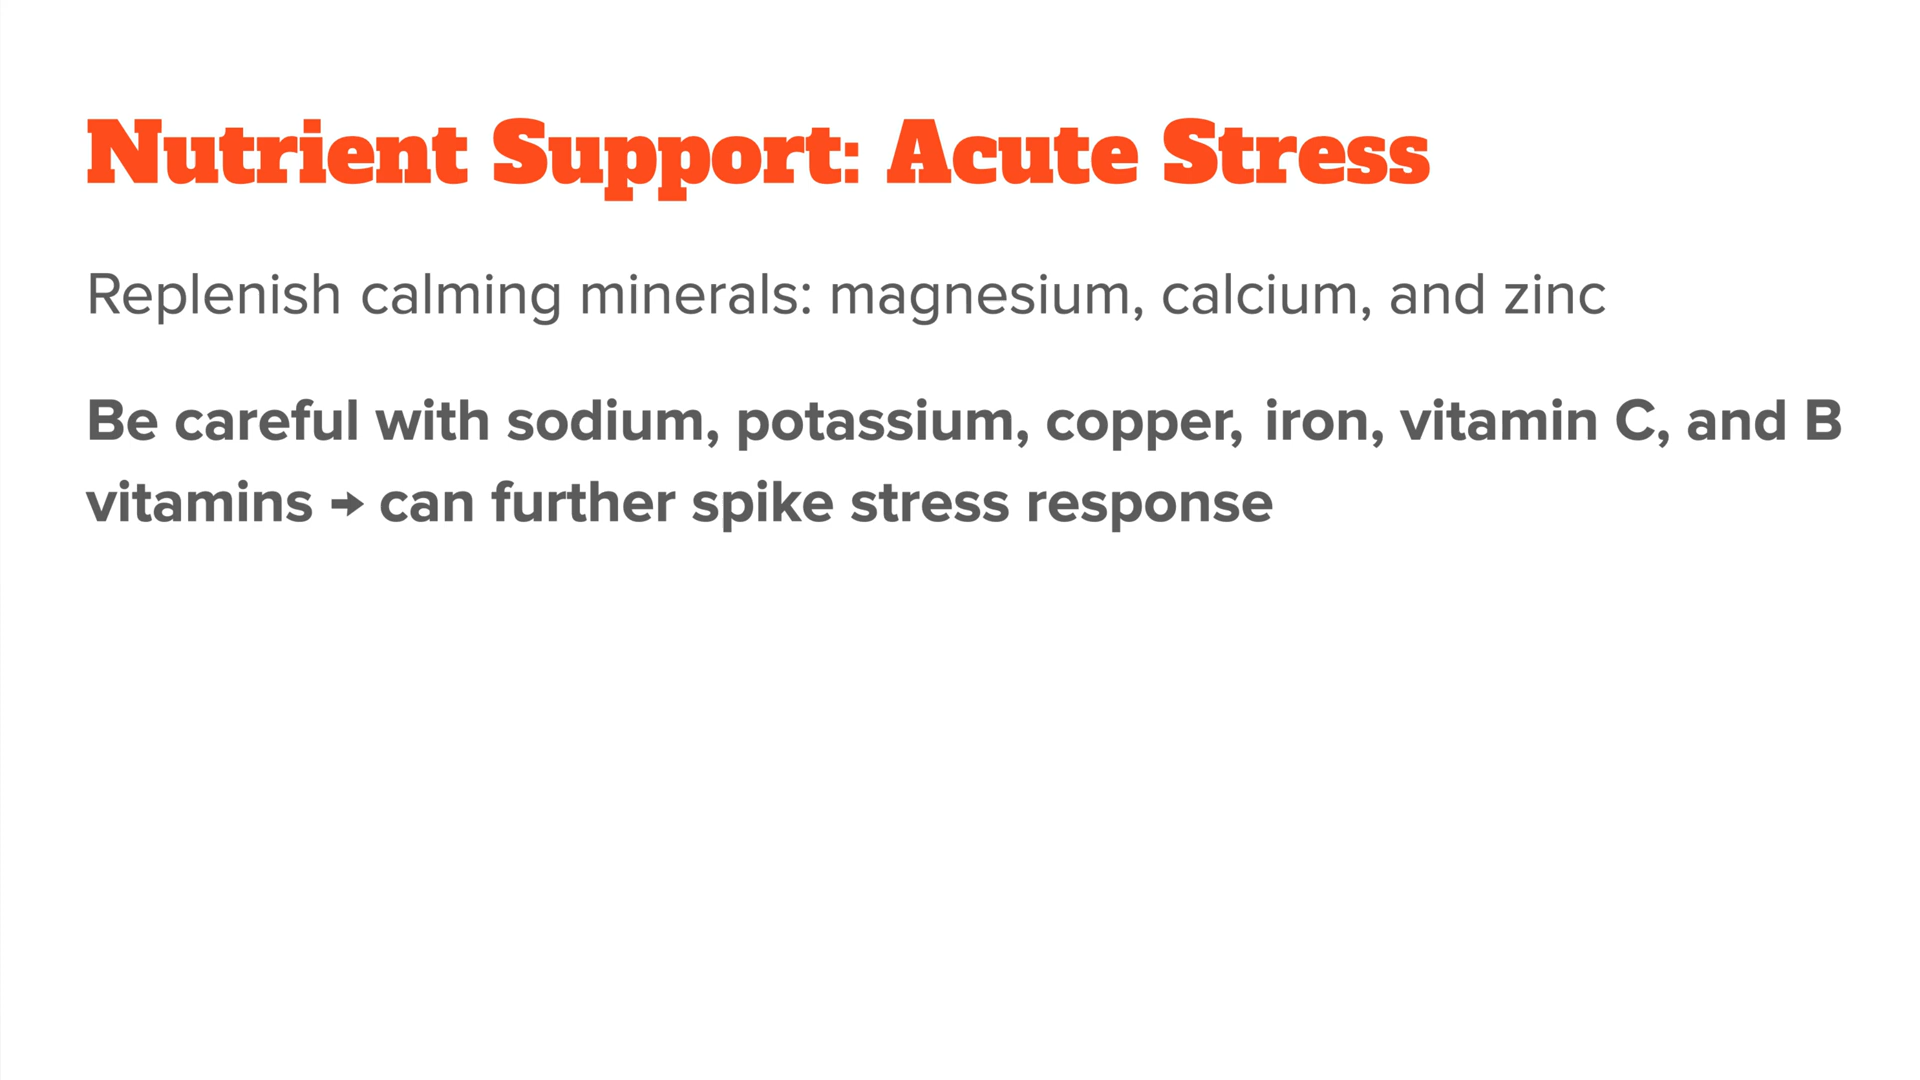 Nutrient Support: Acute Stress
Replenish calming minerals: magnesium, calcium, and zinc
Be careful with sodium, potassium, copper, iron, vitamin C, and B
vitamins → can further spike stress response